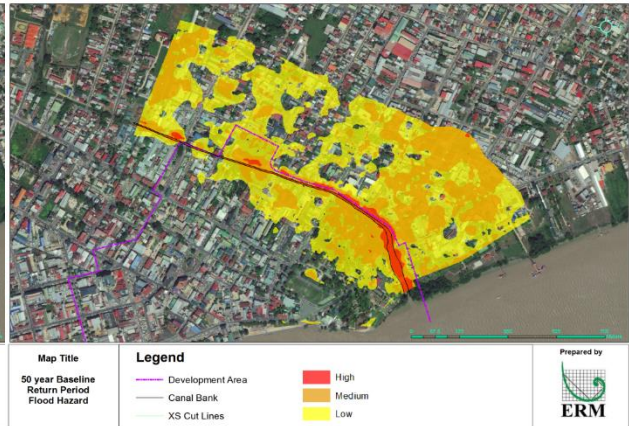 Map Title
50 year Baseline
Return Period
Flood Hazard
Legend
Development Area
Canal Bank
XS Cut Lines
High
Medium
Low
Prepared by
ERM